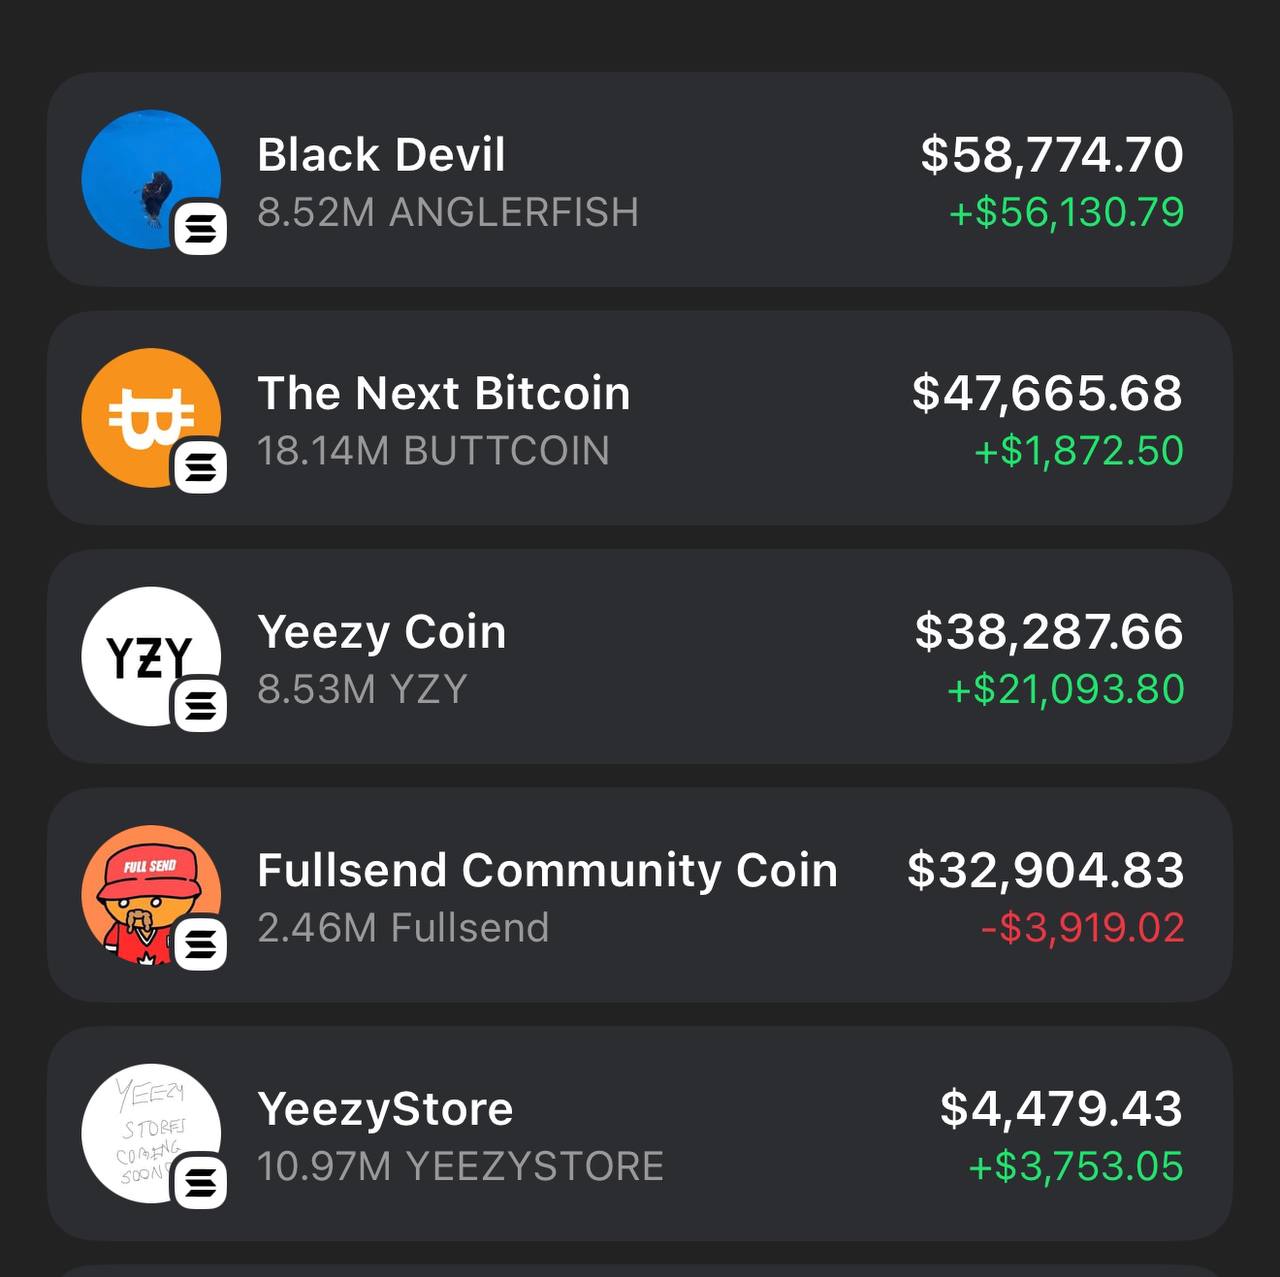 Black Devil
$58,774.70
8.52M ANGLERFISH
+$56,130.79
The Next Bitcoin
$47,665.68
18.14M BUTTCOIN
+$1,872.50
YZY
Yeezy Coin
$38,287.66
8.53M YZY
+$21,093.80
FULL SEND
Fullsend Community Coin
$32,904.83
2.46M Fullsend
-$3,919.02
YEEZY
STORES
COMING
SOON
YeezyStore
$4,479.43
10.97M YEEZYSTORE
+$3,753.05